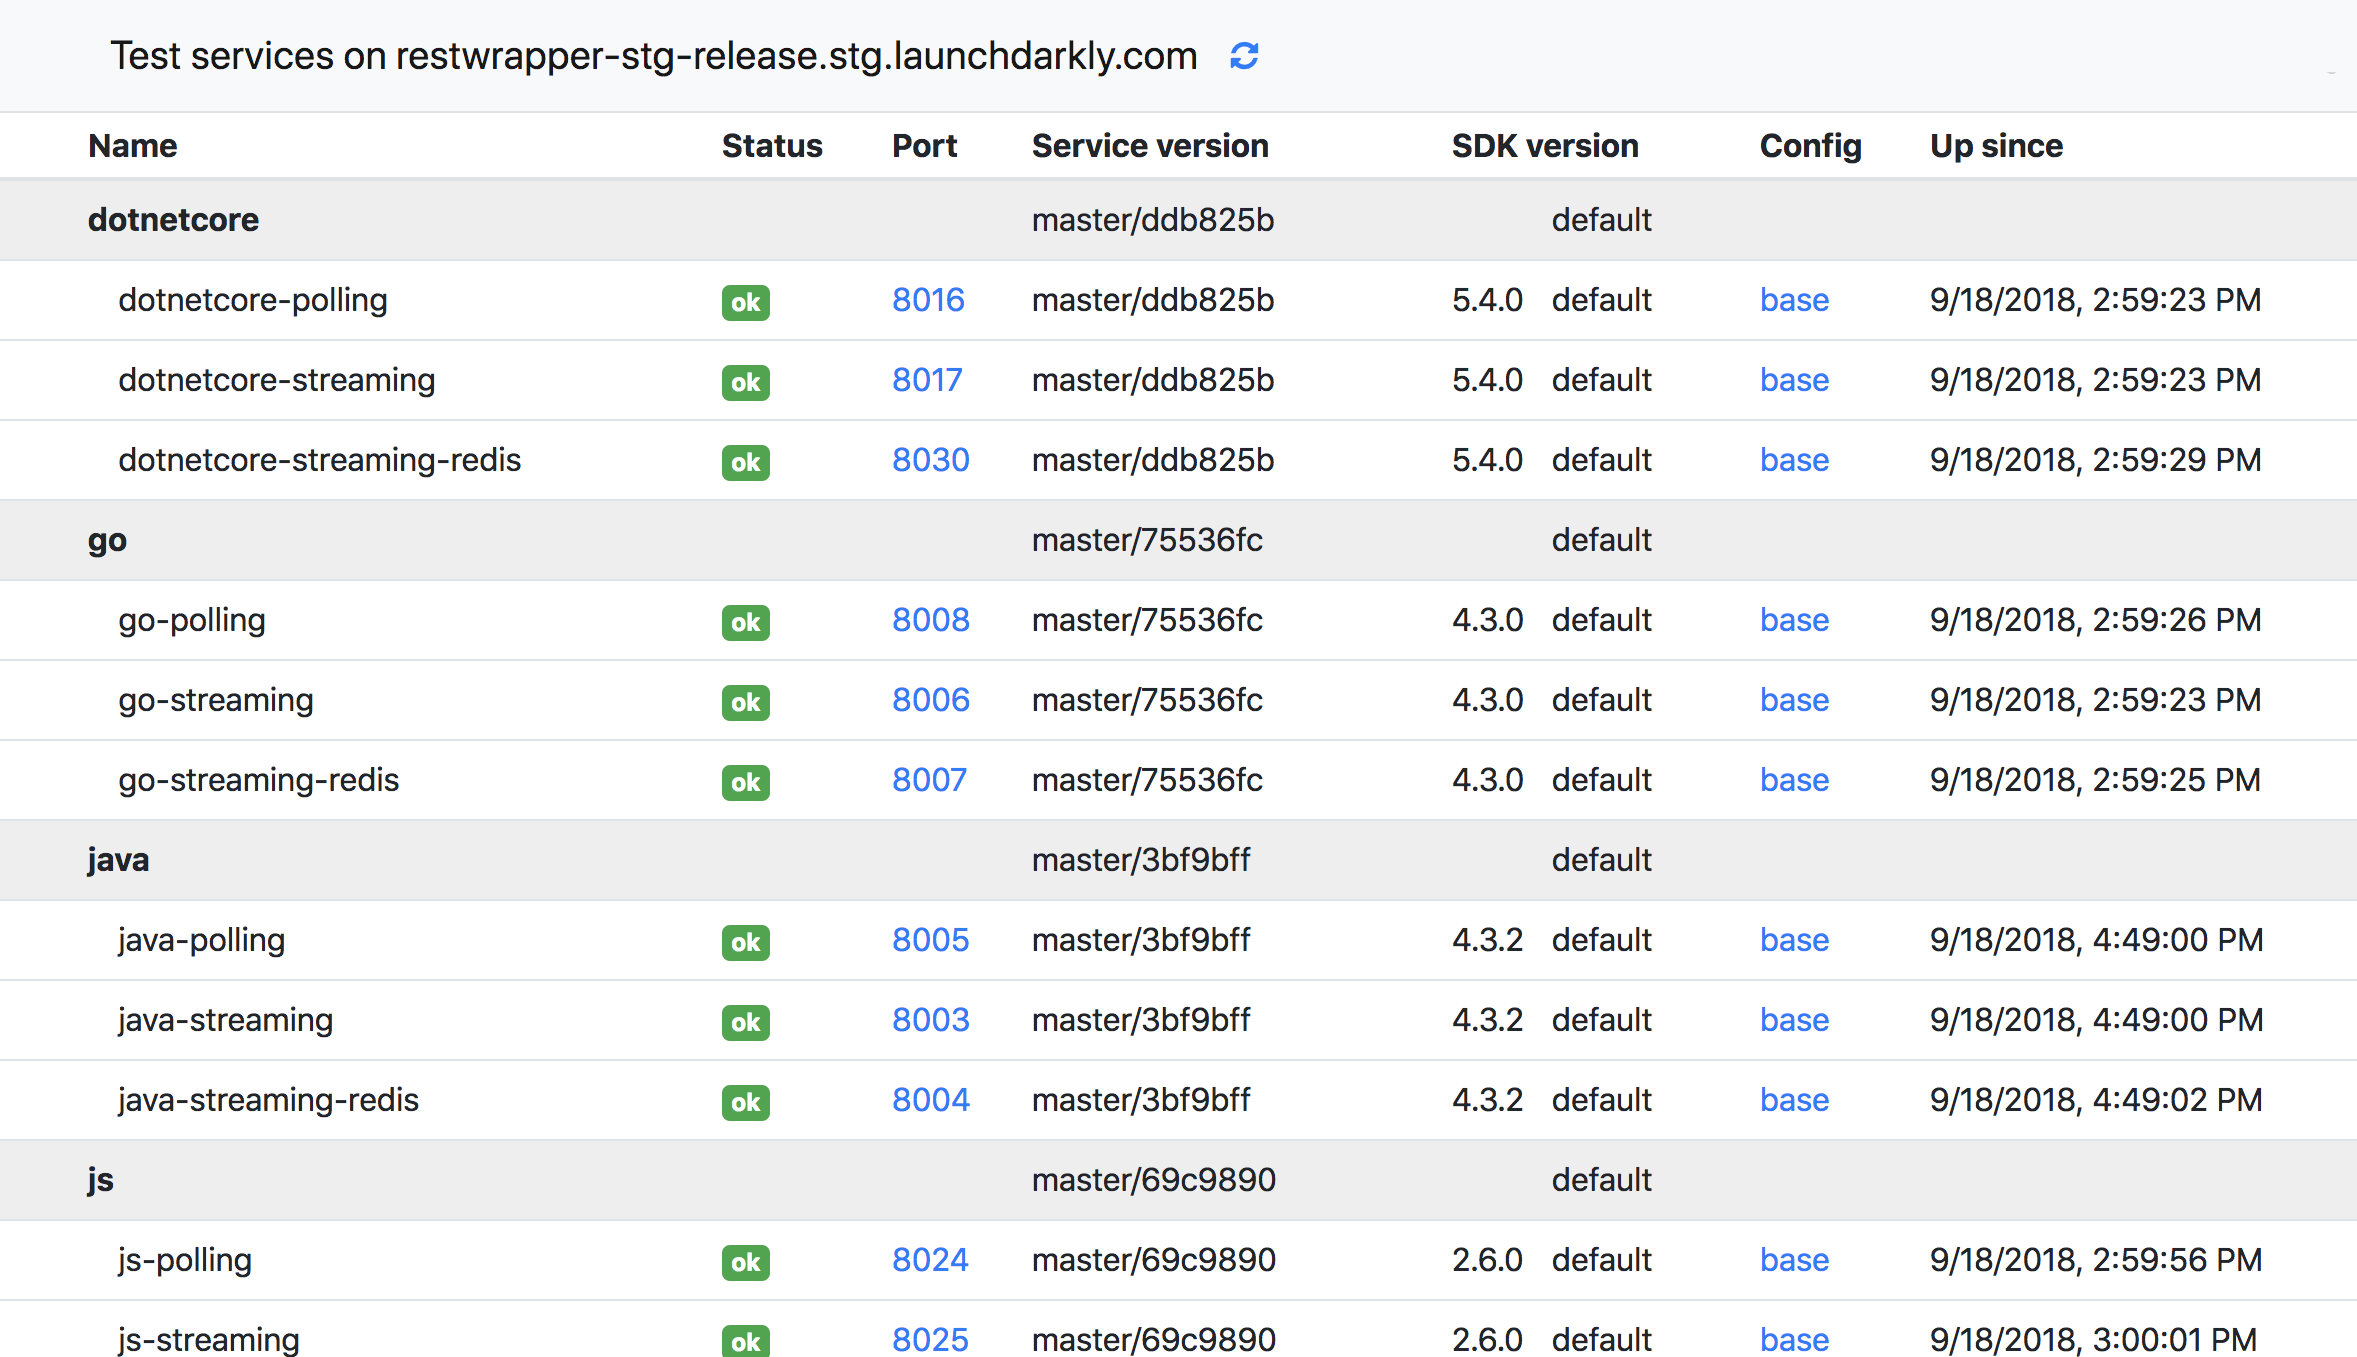 Test services on restwrapper-stg-release.stg.launchdarkly.com
Name Status Port Service version SDK version Config Up since
dotnetcore master/ddb825b default
dotnetcore-polling ok 8016 master/ddb825b 5.4.0 default base 9/18/2018, 2:59:23 PM
dotnetcore-streaming ok 8017 master/ddb825b 5.4.0 default base 9/18/2018, 2:59:23 PM
dotnetcore-streaming-redis ok 8030 master/ddb825b 5.4.0 default base 9/18/2018, 2:59:29 PM
go master/75536fc default
go-polling ok 8008 master/75536fc 4.3.0 default base 9/18/2018, 2:59:26 PM
go-streaming ok 8006 master/75536fc 4.3.0 default base 9/18/2018, 2:59:23 PM
go-streaming-redis ok 8007 master/75536fc 4.3.0 default base 9/18/2018, 2:59:25 PM
java master/3bf9bff default
java-polling ok 8005 master/3bf9bff 4.3.2 default base 9/18/2018, 4:49:00 PM
java-streaming ok 8003 master/3bf9bff 4.3.2 default base 9/18/2018, 4:49:00 PM
java-streaming-redis ok 8004 master/3bf9bff 4.3.2 default base 9/18/2018, 4:49:02 PM
js master/69c9890 default
js-polling ok 8024 master/69c9890 2.6.0 default base 9/18/2018, 2:59:56 PM
js-streaming ok 8025 master/69c9890 2.6.0 default base 9/18/2018, 3:00:01 PM